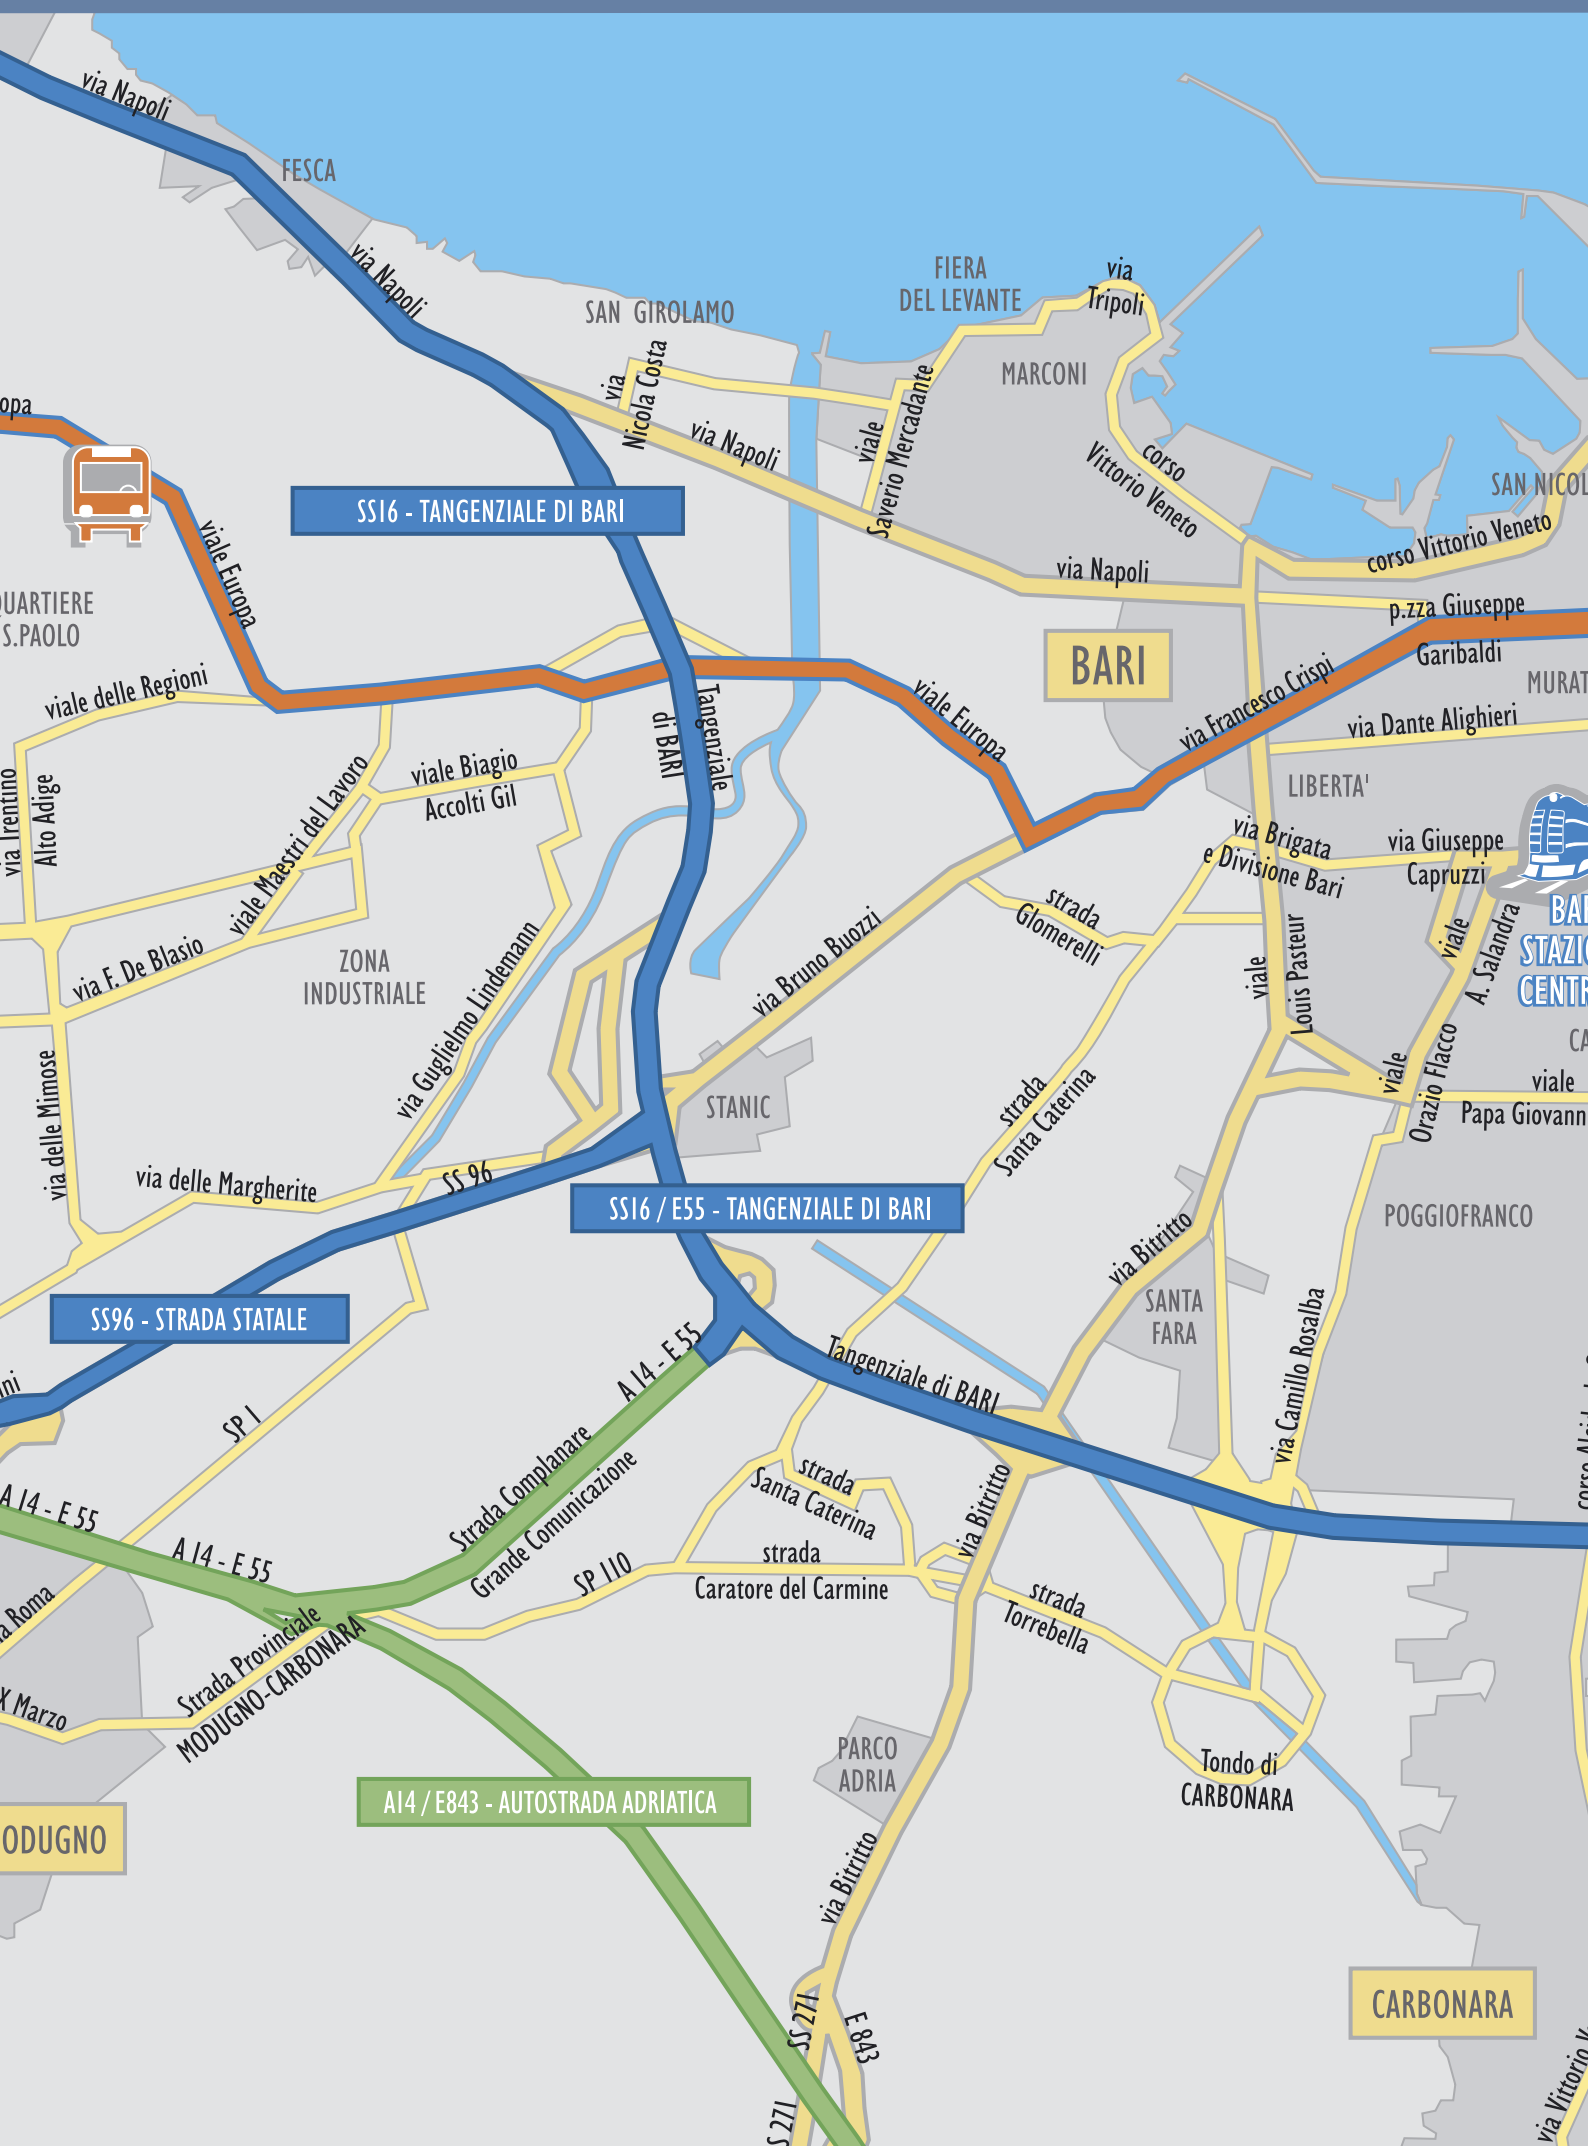 via Napoli
FESCA
via Napoli
SAN GIROLAMO
FIERA
DEL LEVANTE
via
Tripoli
MARCONI
via
Nicola Costa
via Napoli
viale
Saverio Mercadante
corso
Vittorio Veneto
SS16 - TANGENZIALE DI BARI
corso Vittorio Veneto
via Napoli
p.zza Giuseppe
Garibaldi
viale Europa
S.PAOLO
BARI
viale delle Regioni
via Francesco Crispi
via Dante Alighieri
viale Europa
Tangenziale
di BARI
LIBERTA'
via Trentino
Alto Adige
viale Maestri del Lavoro
viale Biagio
Accolti Gil
via Brigata
e Divisione Bari
via Giuseppe
Capruzzi
strada
Glomerelli
via F. De Blasio
ZONA
INDUSTRIALE
via Guglielmo Lindemann
via Bruno Buozzi
viale
Louis Pasteur
viale
A. Salandra
viale
Orazio Flacco
viale
via delle Mimose
STANIC
strada
Santa Caterina
via delle Margherite
SS 96
SS16 / E55 - TANGENZIALE DI BARI
POGGIOFRANCO
via Bitritto
SANTA
FARA
via Camillo Rosalba
SS96 - STRADA STATALE
A 14 - E 55
Tangenziale di BARI
SP 1
Strada Complanare
Grande Comunicazione
strada
Santa Caterina
via Bitritto
A 14 - E 55
A 14 - E 55
SP 110
strada
Caratore del Carmine
strada
Torrebella
Strada Provinciale
MODUGNO-CARBONARA
PARCO
ADRIA
Tondo di
CARBONARA
A14 / E843 - AUTOSTRADA ADRIATICA
via Bitritto
CARBONARA
SS 271
E 843